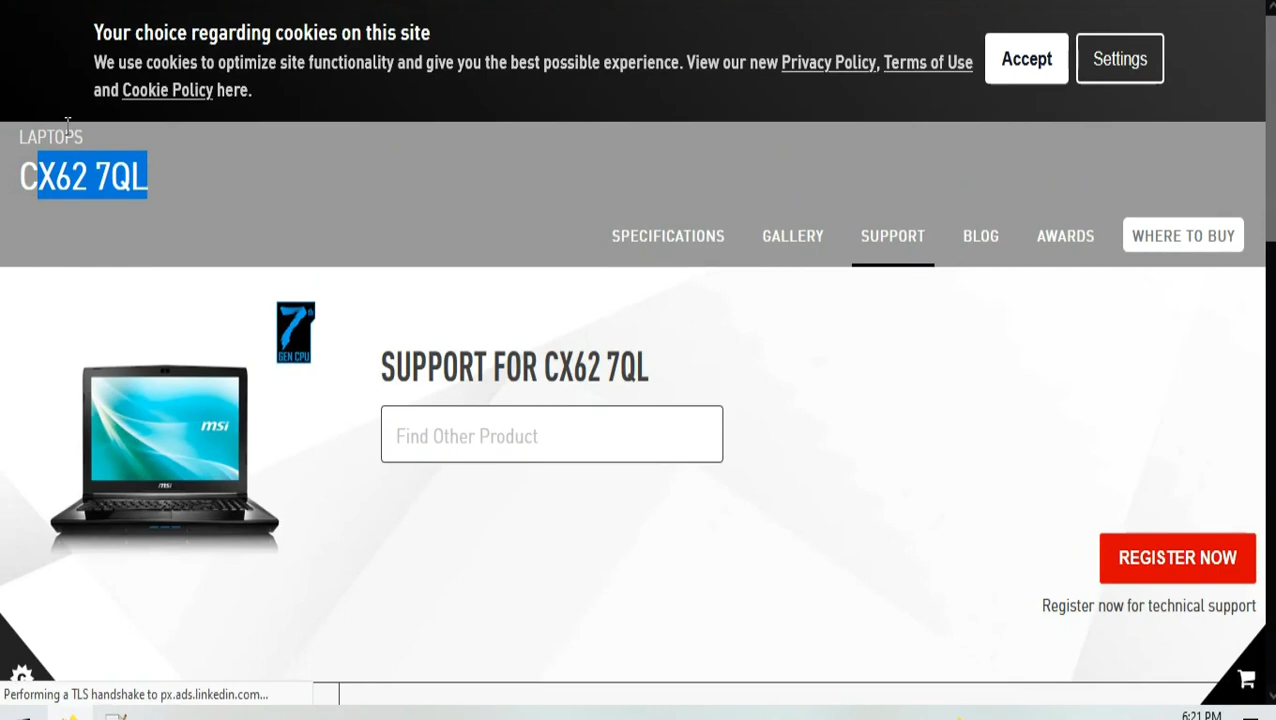 Your choice regarding cookies on this site
We use cookies to optimize site functionality and give you the best possible experience. View our new Privacy Policy, Terms of Use
and Cookie Policy here.
Accept
Settings
LAPTOPS
CX62 7QL
SPECIFICATIONS
GALLERY
SUPPORT
BLOG
AWARDS
WHERE TO BUY
7th
GEN CPU
msi
msi
SUPPORT FOR CX62 7QL
Find Other Product
REGISTER NOW
Register now for technical support
Performing a TLS handshake to px.ads.linkedin.com...
6:21 PM